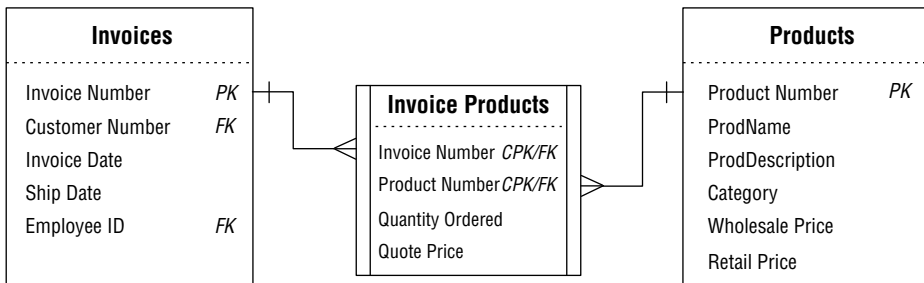 Invoices
Invoice Number PK
Customer Number FK
Invoice Date
Ship Date
Employee ID FK
Invoice Products
Invoice Number CPK/FK
Product Number CPK/FK
Quantity Ordered
Quote Price
Products
Product Number PK
ProdName
ProdDescription
Category
Wholesale Price
Retail Price